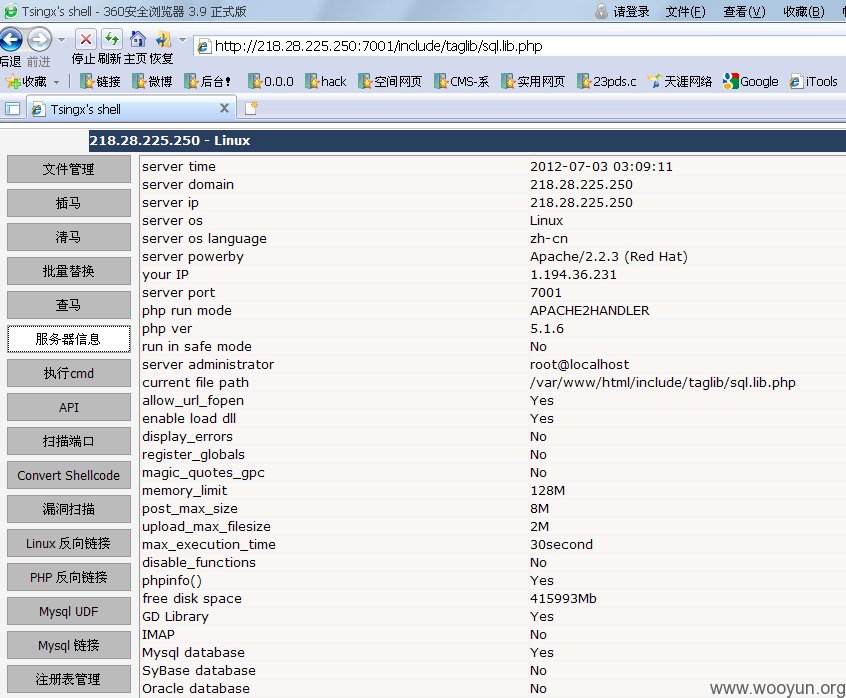 Tsingx's shell - 360安全浏览器 3.9 正式版
请登录 文件(F) 查看(V) 收藏(B)
http://218.28.225.250:7001/include/taglib/sql.lib.php
后退 前进 停止 刷新 主页 恢复
收藏 链接 微博 后台! 0.0.0 hack 空间网页 CMS-系 实用网页 23pds.c 天涯网络 Google iTools
Tsingx's shell
218.28.225.250 - Linux
文件管理
插马
清马
批量替换
查马
服务器信息
执行cmd
API
扫描端口
Convert Shellcode
漏洞扫描
Linux 反向链接
PHP 反向链接
Mysql UDF
Mysql 链接
注册表管理
server time 2012-07-03 03:09:11
server domain 218.28.225.250
server ip 218.28.225.250
server os Linux
server os language zh-cn
server powerby Apache/2.2.3 (Red Hat)
your IP 1.194.36.231
server port 7001
php run mode APACHE2HANDLER
php ver 5.1.6
run in safe mode No
server administrator root@localhost
current file path /var/www/html/include/taglib/sql.lib.php
allow_url_fopen Yes
enable load dll Yes
display_errors No
register_globals No
magic_quotes_gpc No
memory_limit 128M
post_max_size 8M
upload_max_filesize 2M
max_execution_time 30second
disable_functions No
phpinfo() Yes
free disk space 415993Mb
GD Library Yes
IMAP No
Mysql database Yes
SyBase database No
Oracle database No
www.wooyun.org